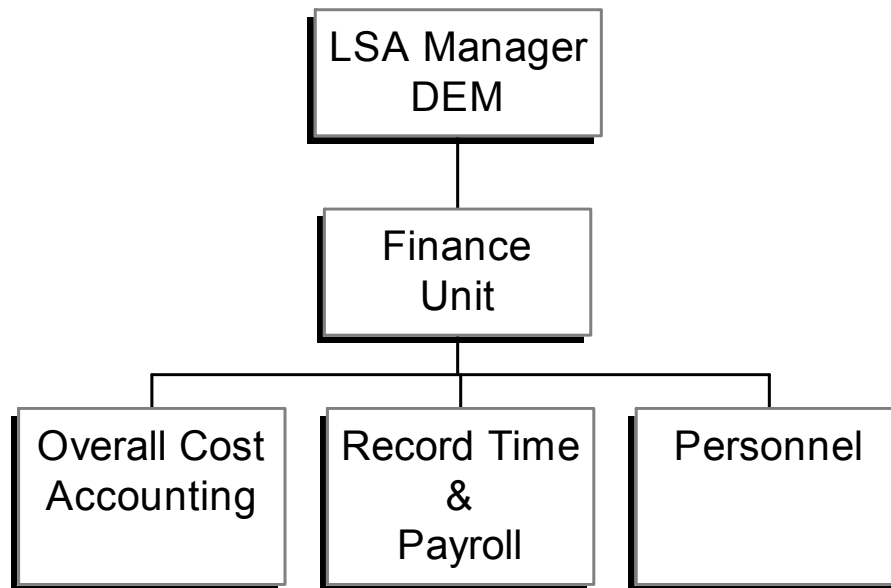 LSA Manager
DEM
Finance
Unit
Overall Cost
Accounting
Record Time
&
Payroll
Personnel